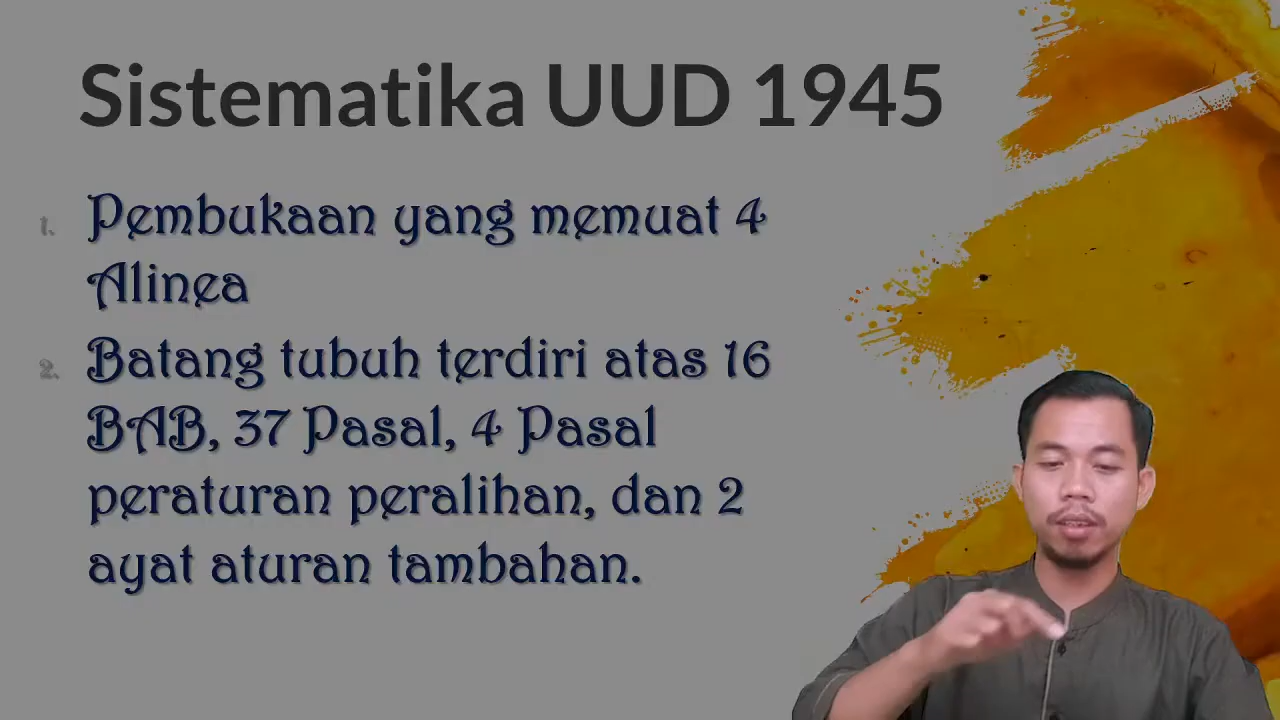 Sistematika UUD 1945
1. Pembukaan yang memuat 4
Alinea
2. Batang tubuh terdiri atas 16
BAB, 37 Pasal, 4 Pasal
peraturan peralihan, dan 2
ayat aturan tambahan.